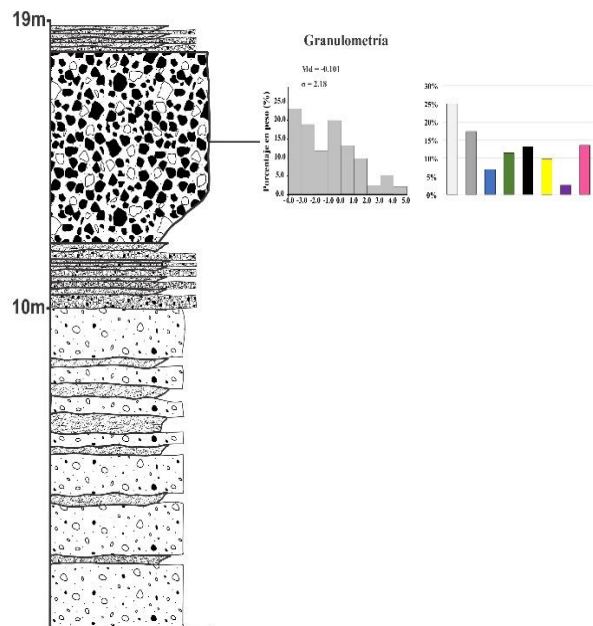 19m
Granulometría
Md = -0.101
σ = 2.18
Porcentaje en peso (%)
25.0
20.0
15.0
10.0
5.0
0.0
-4.0 -3.0 -2.0 -1.0 0.0 1.0 2.0 3.0 4.0 5.0
30%
25%
20%
15%
10%
5%
0%
10m